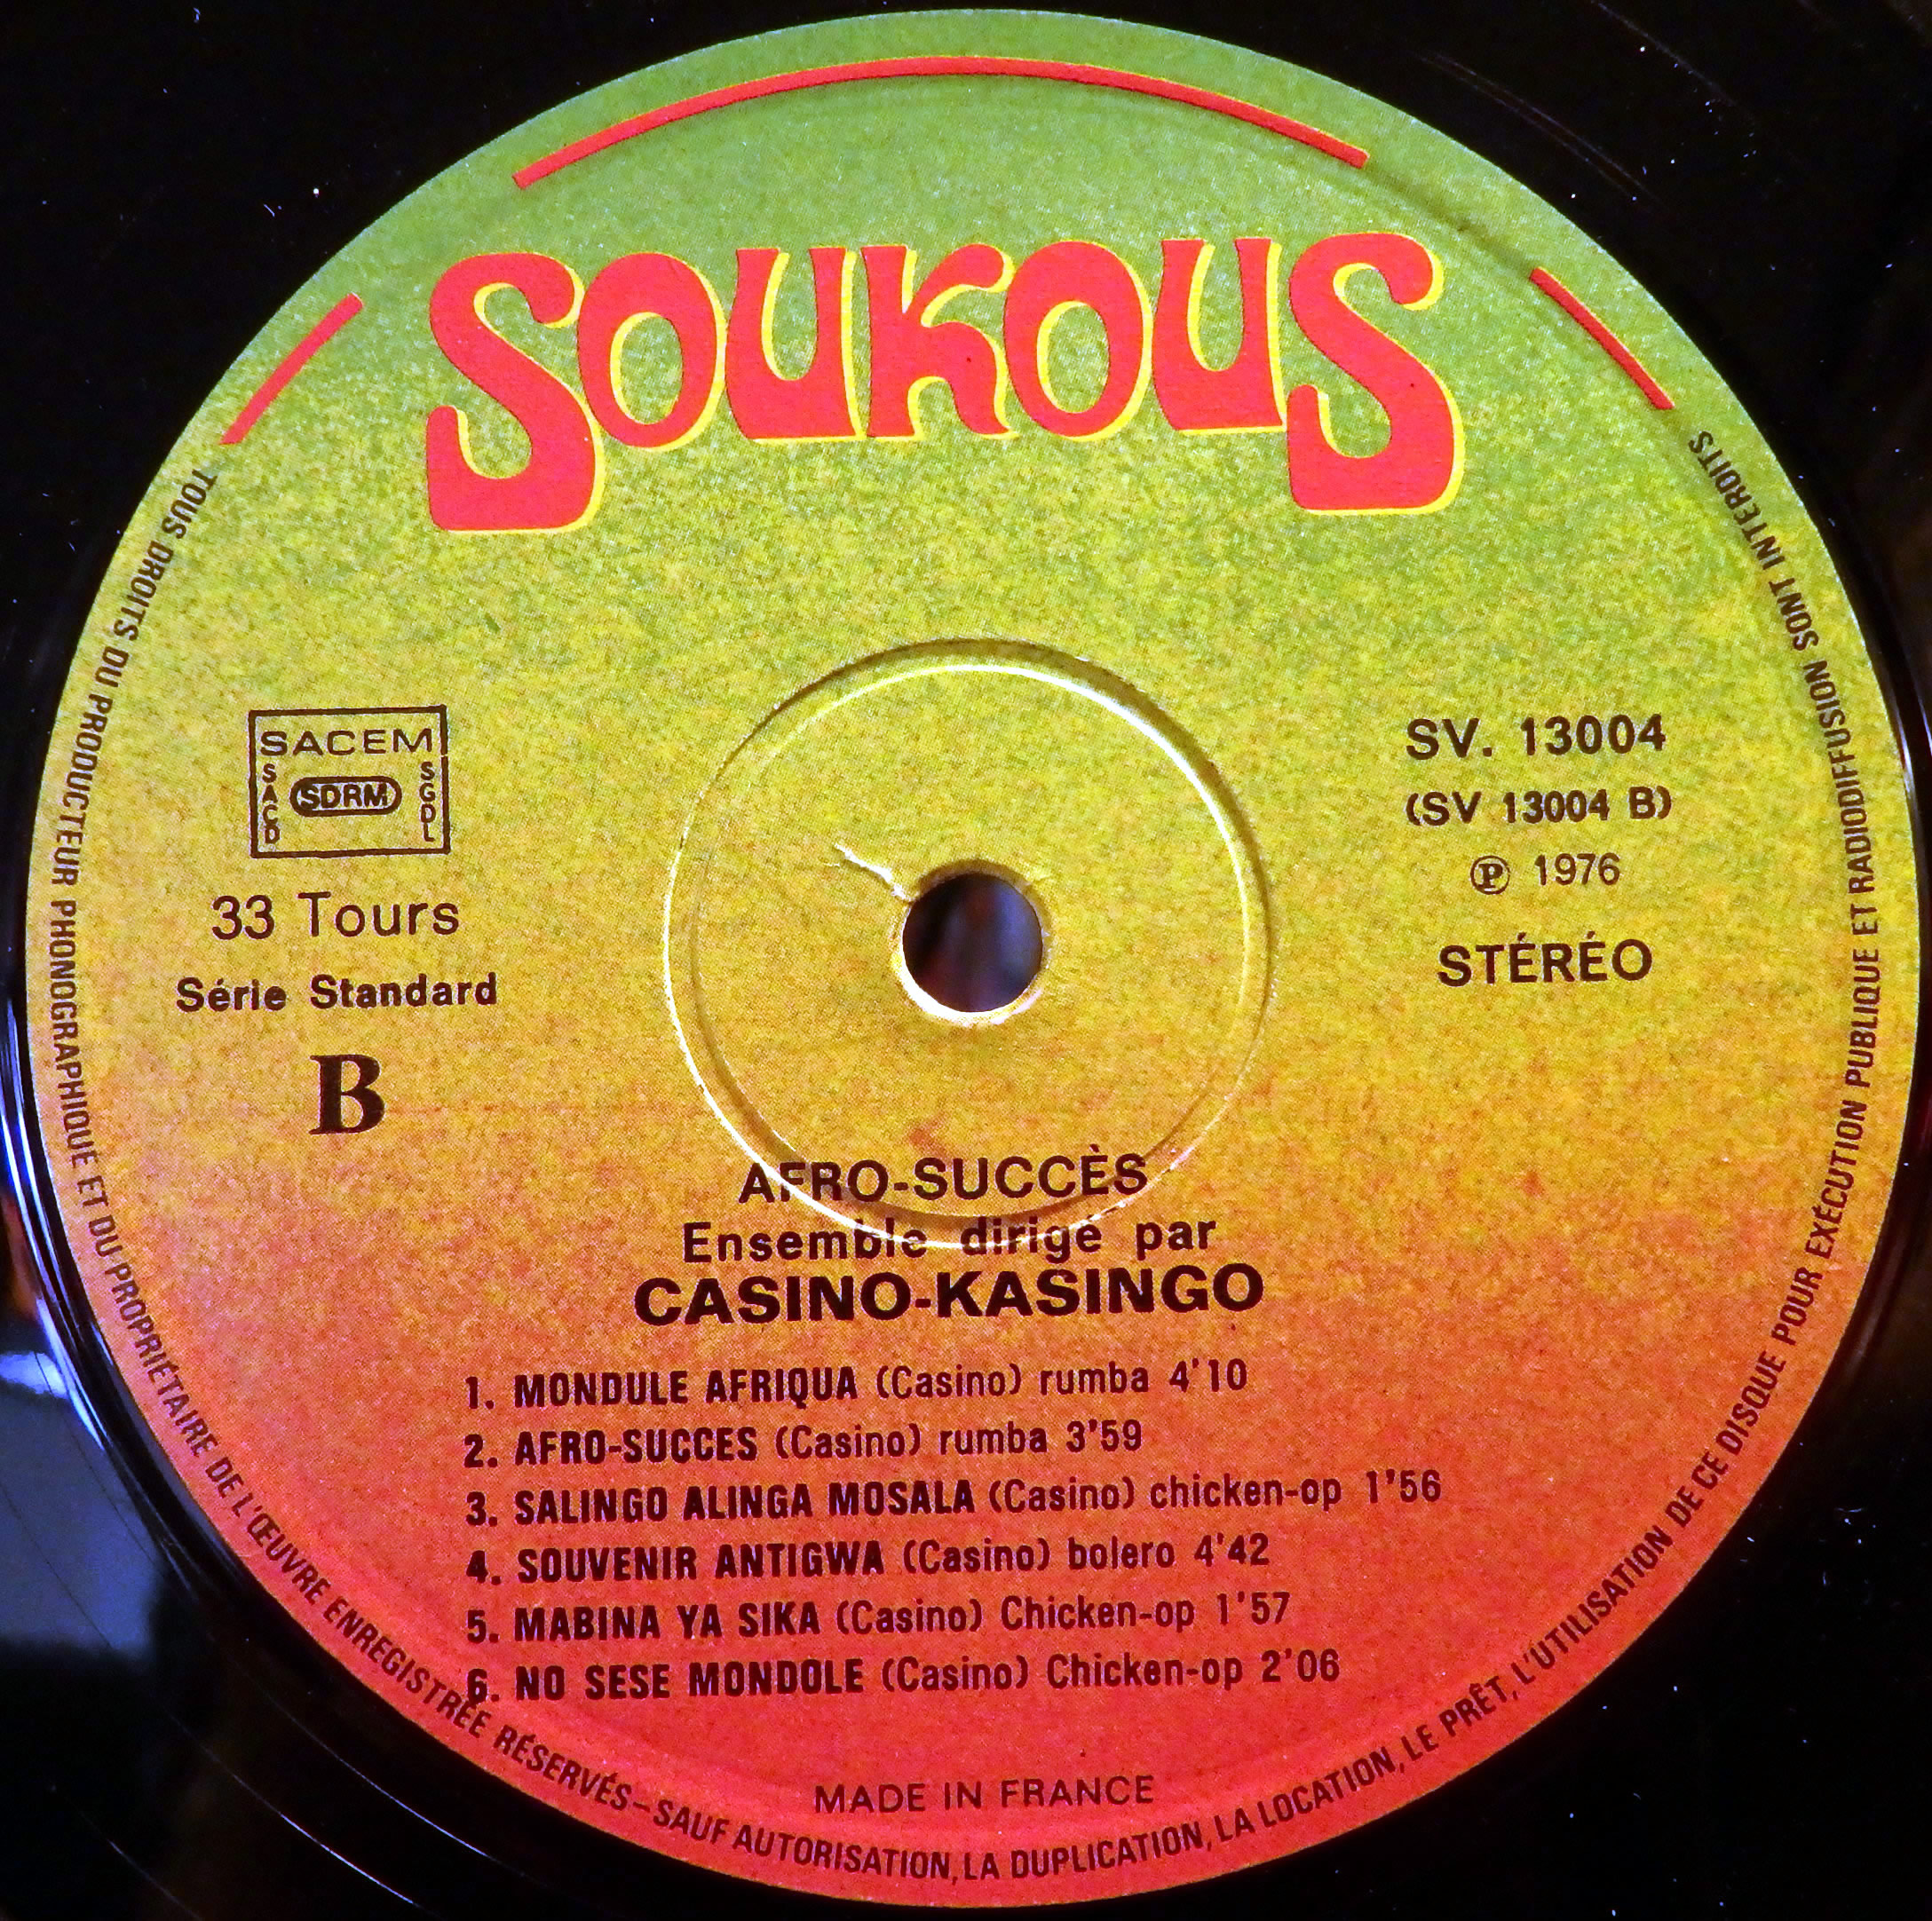 SOUKOUS
SACEM
SACD
SDRM
SGDL
33 Tours
Série Standard
B
SV. 13004
(SV 13004 B)
℗ 1976
STÉRÉO
AFRO-SUCCÈS
Ensemble dirigé par
CASINO-KASINGO
1. MONDULE AFRIQUA (Casino) rumba 4'10
2. AFRO-SUCCES (Casino) rumba 3'59
3. SALINGO ALINGA MOSALA (Casino) chicken-op 1'56
4. SOUVENIR ANTIGWA (Casino) bolero 4'42
5. MABINA YA SIKA (Casino) Chicken-op 1'57
6. NO SESE MONDOLE (Casino) Chicken-op 2'06
MADE IN FRANCE
TOUS DROITS DU PRODUCTEUR PHONOGRAPHIQUE ET DU PROPRIÉTAIRE DE L'ŒUVRE ENREGISTRÉE RÉSERVÉS – SAUF AUTORISATION, LA DUPLICATION, LA LOCATION, LE PRÊT, L'UTILISATION DE CE DISQUE POUR EXÉCUTION PUBLIQUE ET RADIODIFFUSION SONT INTERDITS